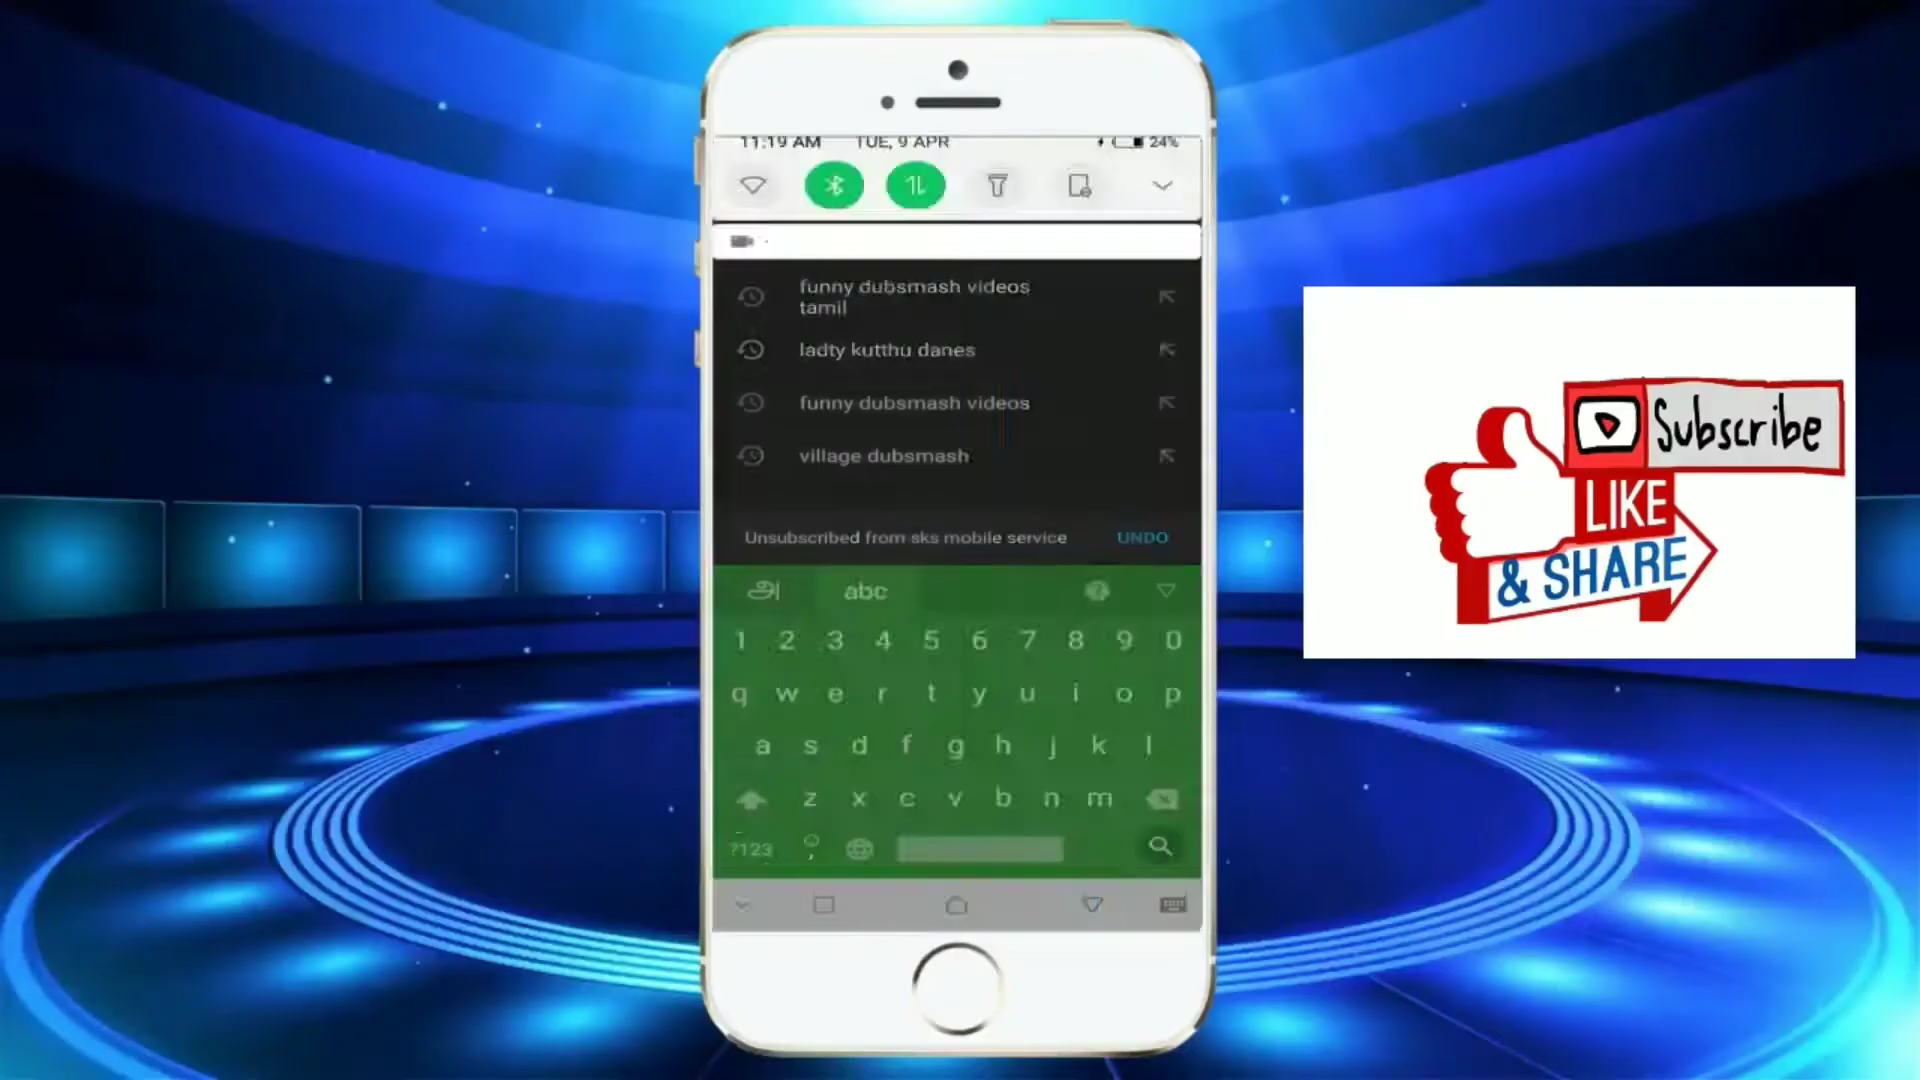 11:19 AM TUE, 9 APR 24%
funny dubsmash videos
tamil
ladty kutthu danes
funny dubsmash videos
village dubsmash
Unsubscribed from sks mobile service UNDO
அ abc
1 2 3 4 5 6 7 8 9 0
q w e r t y u i o p
a s d f g h j k l
z x c v b n m
?123 ,
Subscribe
LIKE
& SHARE